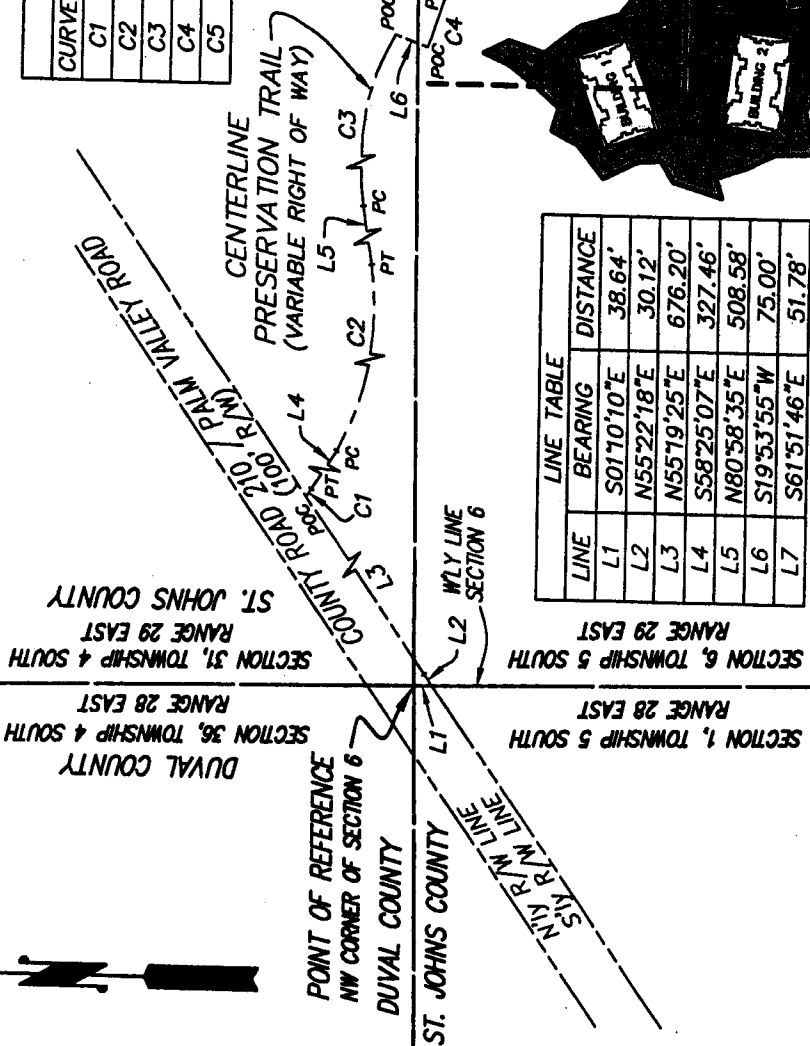 CURVE
C1
C2
C3
C4
C5
POC
CENTERLINE
PRESERVATION TRAIL
(VARIABLE RIGHT OF WAY)
C3
L6
POC
C4
L5
PC
PT
C2
L4
PC
PT
POC
C1
COUNTY ROAD 210 / PALM VALLEY ROAD
(100' R/W)
L3
ST. JOHNS COUNTY
SECTION 31, TOWNSHIP 4 SOUTH
RANGE 29 EAST
SECTION 36, TOWNSHIP 4 SOUTH
RANGE 28 EAST
DUVAL COUNTY
L2
W'LY LINE
SECTION 6
L1
SECTION 6, TOWNSHIP 5 SOUTH
RANGE 29 EAST
SECTION 1, TOWNSHIP 5 SOUTH
RANGE 28 EAST
POINT OF REFERENCE
NW CORNER OF SECTION 6
DUVAL COUNTY
ST. JOHNS COUNTY
N'LY R/W LINE
S'LY R/W LINE
BUILDING 1
BUILDING 2
LINE TABLE
LINE BEARING DISTANCE
L1 S01°10'10"E 38.64'
L2 N55°22'18"E 30.12'
L3 N55°19'25"E 676.20'
L4 S58°25'07"E 327.46'
L5 N80°58'35"E 508.58'
L6 S19°53'55"W 75.00'
L7 S61°51'46"E 51.78'